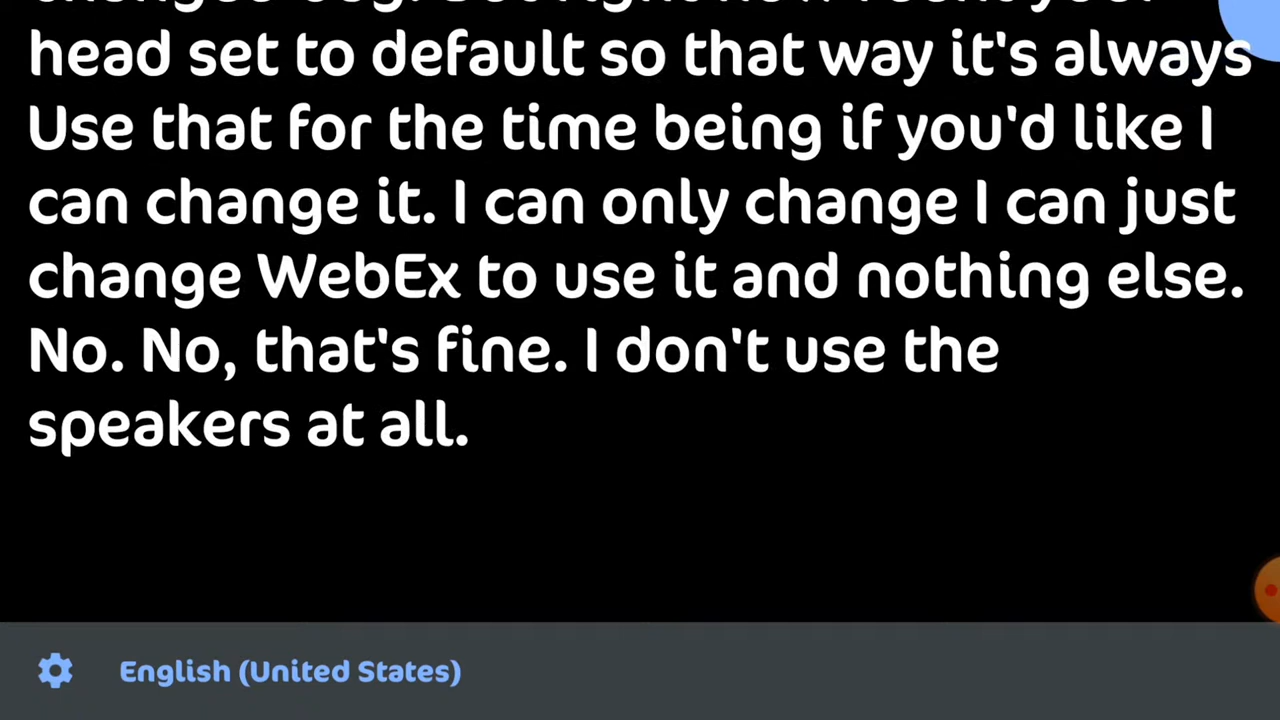 head set to default so that way it's always
Use that for the time being if you'd like I
can change it. I can only change I can just
change WebEx to use it and nothing else.
No. No, that's fine. I don't use the
speakers at all.
English (United States)